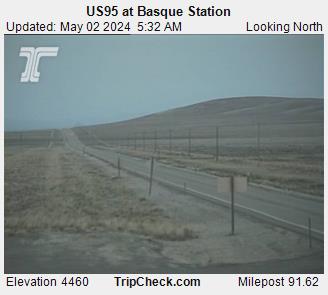 US95 at Basque Station
Updated: May 02 2024 5:32 AM Looking North
Elevation 4460 TripCheck.com Milepost 91.62